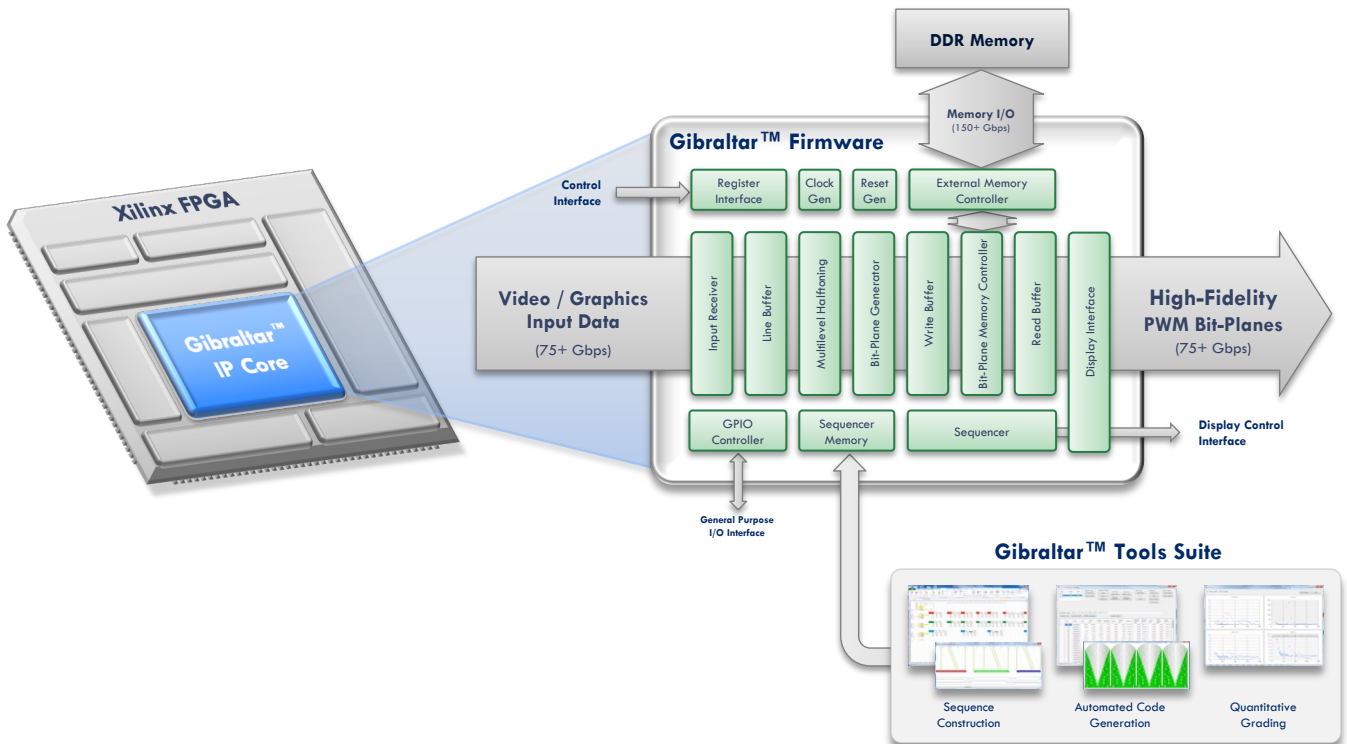 DDR Memory
Memory I/O
(150+ Gbps)
Gibraltar™ Firmware
Xilinx FPGA
Gibraltar™
IP Core
Control
Interface
Register
Interface
Clock
Gen
Reset
Gen
External Memory
Controller
Video / Graphics
Input Data
(75+ Gbps)
Input Receiver
Line Buffer
Multilevel Halftoning
Bit-Plane Generator
Write Buffer
Bit-Plane Memory Controller
Read Buffer
Display Interface
High-Fidelity
PWM Bit-Planes
(75+ Gbps)
GPIO
Controller
Sequencer
Memory
Sequencer
Display Control
Interface
General Purpose
I/O Interface
Gibraltar™ Tools Suite
Sequence
Construction
Automated Code
Generation
Quantitative
Grading